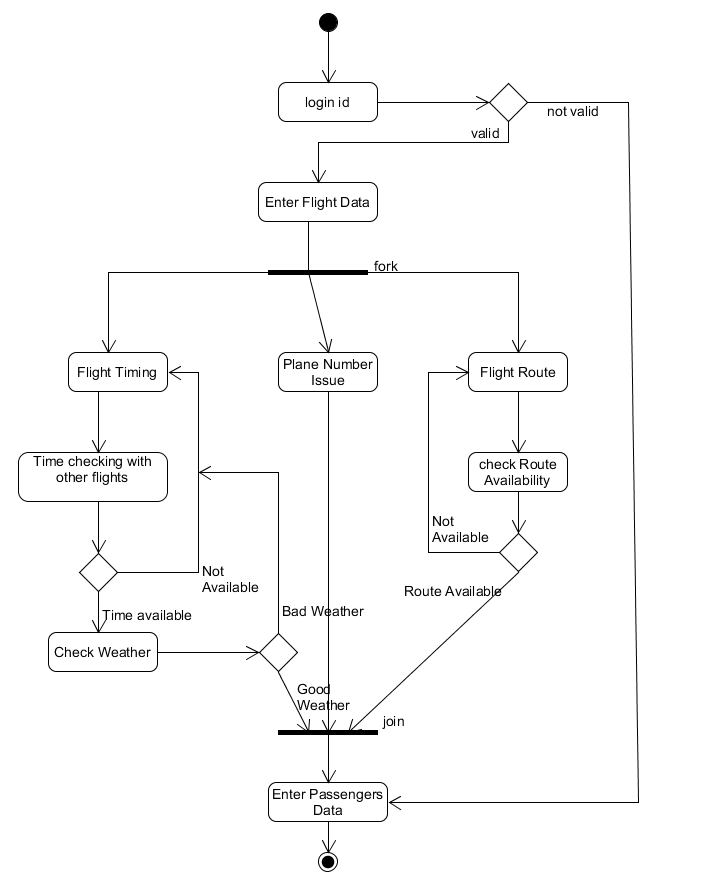 login id
not valid
valid
Enter Flight Data
fork
Flight Timing
Plane Number
Issue
Flight Route
Time checking with
other flights
check Route
Availability
Not
Available
Not
Available
Route Available
Time available
Bad Weather
Check Weather
Good
Weather
join
Enter Passengers
Data